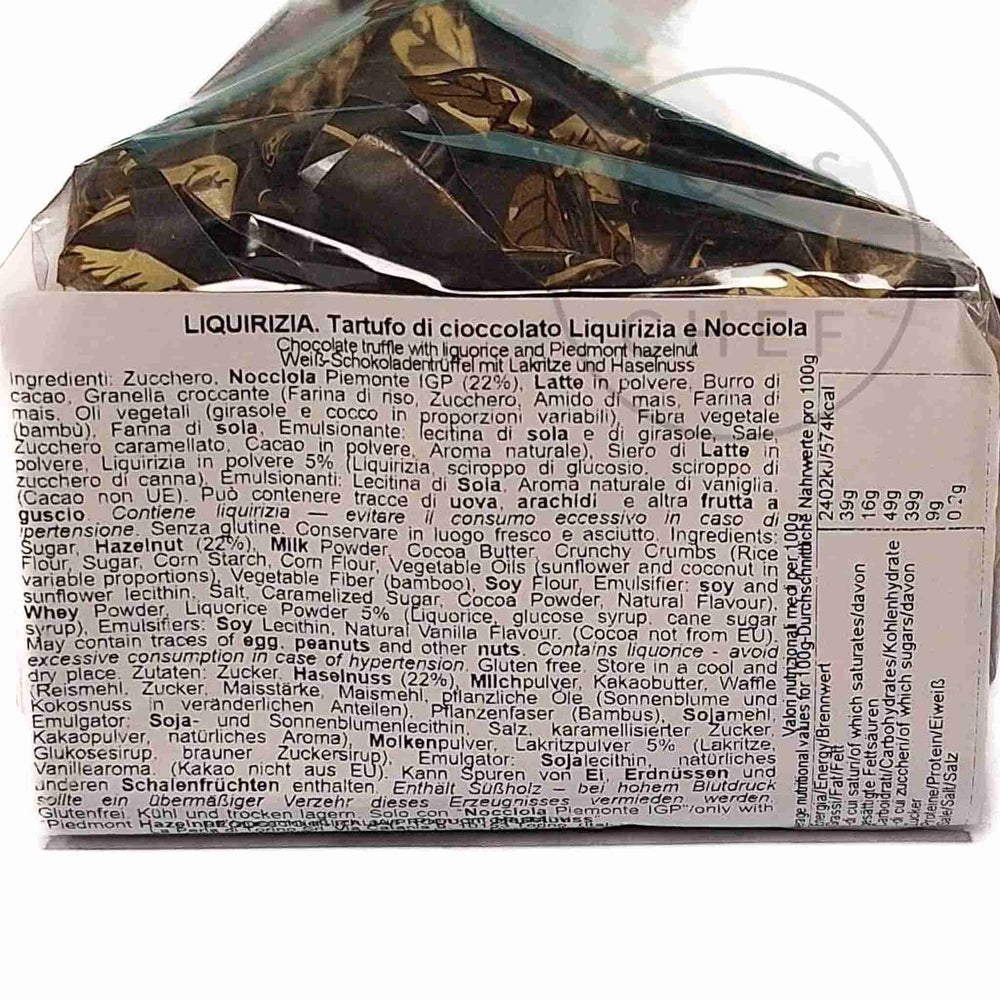 LIQUIRIZIA. Tartufo di cioccolato Liquirizia e Nocciola
Chocolate truffle with liquorice and Piedmont hazelnut
Weiß-Schokoladentrüffel mit Lakritze und Haselnuss
Ingredienti: Zucchero, Nocciola Piemonte IGP (22%), Latte in polvere, Burro di
cacao, Granella croccante (Farina di riso, Zucchero, Amido di mais, Farina di
mais, Oli vegetali (girasole e cocco in proporzioni variabili), Fibra vegetale
(bambù), Farina di sola, Emulsionante: lecitina di sola e di girasole, Sale,
Zucchero caramellato, Cacao in polvere, Aroma naturale), Siero di Latte in
polvere, Liquirizia in polvere 5% (Liquirizia, sciroppo di glucosio, sciroppo di
zucchero di canna), Emulsionanti: Lecitina di Sola, Aroma naturale di vaniglia.
(Cacao non UE). Può contenere tracce di uova, arachidi e altra frutta a
guscio. Contiene liquirizia – evitare il consumo eccessivo in caso di
ipertensione. Senza glutine. Conservare in luogo fresco e asciutto. Ingredients:
Sugar, Hazelnut (22%), Milk Powder, Cocoa Butter, Crunchy Crumbs (Rice
Flour, Sugar, Corn Starch, Corn Flour, Vegetable Oils (sunflower and coconut in
variable proportions), Vegetable Fiber (bamboo), Soy Flour, Emulsifier: soy and
sunflower lecithin, Salt, Caramelized Sugar, Cocoa Powder, Natural Flavour),
Whey Powder, Liquorice Powder 5% (Liquorice, glucose syrup, cane sugar
syrup), Emulsifiers: Soy Lecithin, Natural Vanilla Flavour. (Cocoa not from EU).
May contain traces of egg, peanuts and other nuts. Contains liquorice - avoid
excessive consumption in case of hypertension. Gluten free. Store in a cool and
dry place. Zutaten: Zucker, Haselnuss (22%), Milchpulver, Kakaobutter, Waffle
(Reismehl, Zucker, Maisstärke, Maismehl, pflanzliche Öle (Sonnenblume und
Kokosnuss in veränderlichen Anteilen), Pflanzenfaser (Bambus), Sojamehl,
Emulgator: Soja- und Sonnenblumenlecithin, Salz, karamellisierter Zucker,
Kakaopulver, natürliches Aroma), Molkenpulver, Lakritzpulver 5% (Lakritze,
Glukosesirup, brauner Zuckersirup), Emulgator: Sojalecithin, natürliches
Vanillearoma. (Kakao nicht aus EU). Kann Spuren von Ei, Erdnüssen und
anderen Schalenfrüchten enthalten. Enthält Süßholz – bei hohem Blutdruck
sollte ein übermäßiger Verzehr dieses Erzeugnisses vermieden werden.
Glutenfrei. Kühl und trocken lagern. Solo con "Nocciola Piemonte IGP"/only with
"Piedmont
Valori nutrizionali medi per 100g
nutritional values for 100g-Durchschnittliche Nährwerte pro 100g
Energia/Energy/Brennwert 2402kJ/574kcal
Grassi/Fat/Fett 39g
di cui saturi/of which saturates/davon
gesättigte Fettsäuren 16g
Carboidrati/Carbohydrates/Kohlenhydrate 49g
di cui zuccheri/of which sugars/davon
Zucker 39g
Proteine/Protein/Eiweiß 9g
Sale/Salt/Salz 0.2g
CHEF